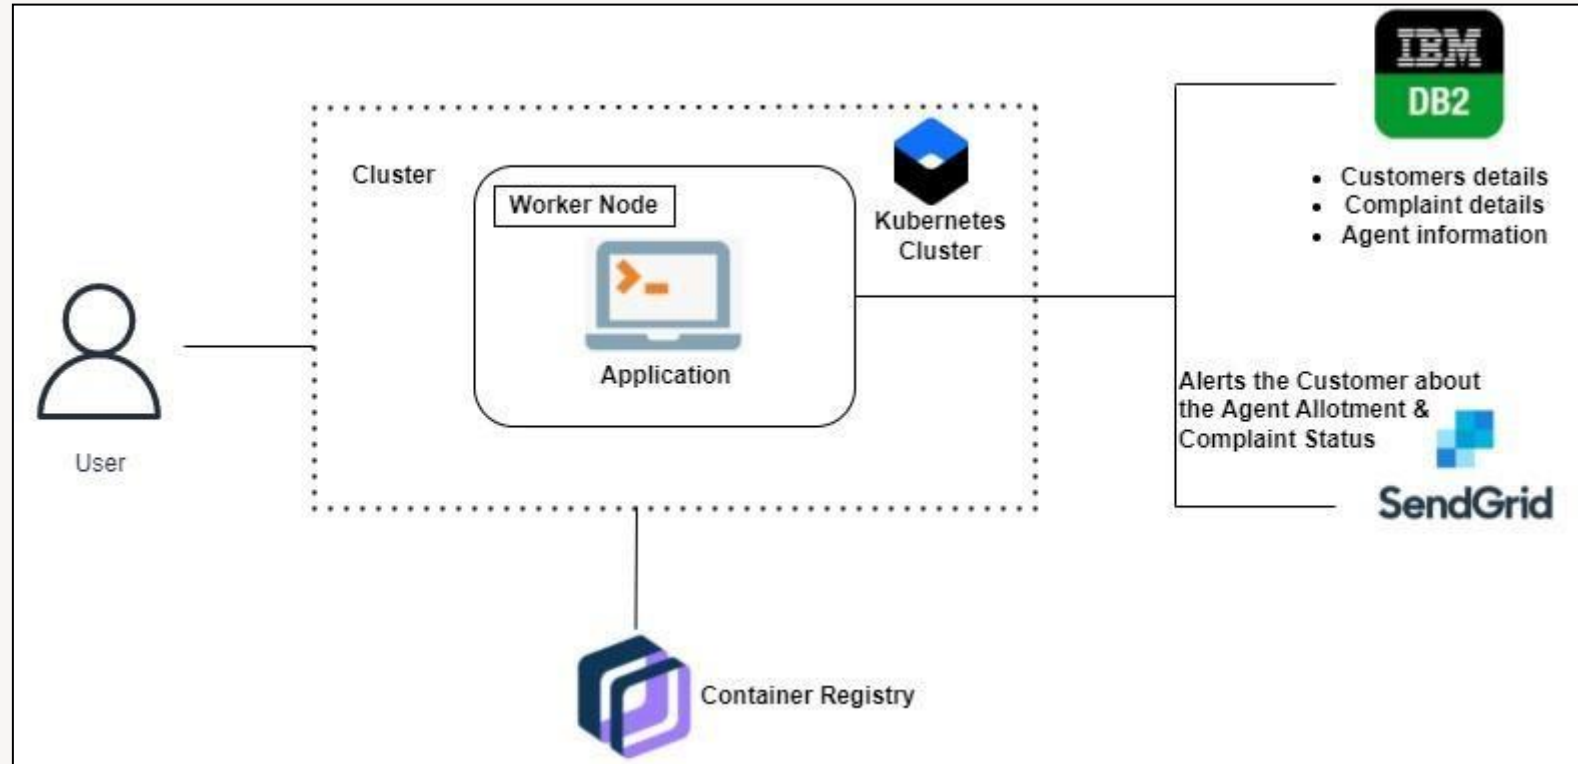 IBM
DB2
Customers details
Complaint details
Agent information
Cluster
Worker Node
Application
Kubernetes
Cluster
User
Alerts the Customer about
the Agent Allotment &
Complaint Status
SendGrid
Container Registry